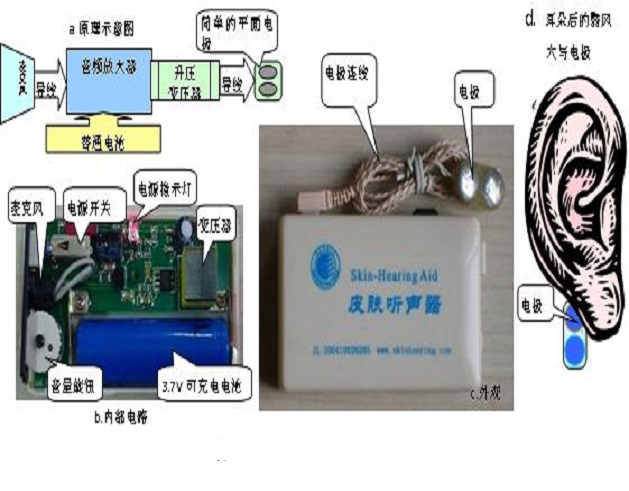 a 原理示意图
麦克风
导线
音频放大器
升压
变压器
导线
简单的平面电
极
普通电池
麦克风
电源开关
电源指示灯
变压器
音量旋钮
3.7V 可充电电池
b.内部电路
电极连线
电极
Skin-Hearing Aid
皮肤听声器
www.skinhearing.com
c.外观
d. 耳朵后的翳风
穴与电极
电极